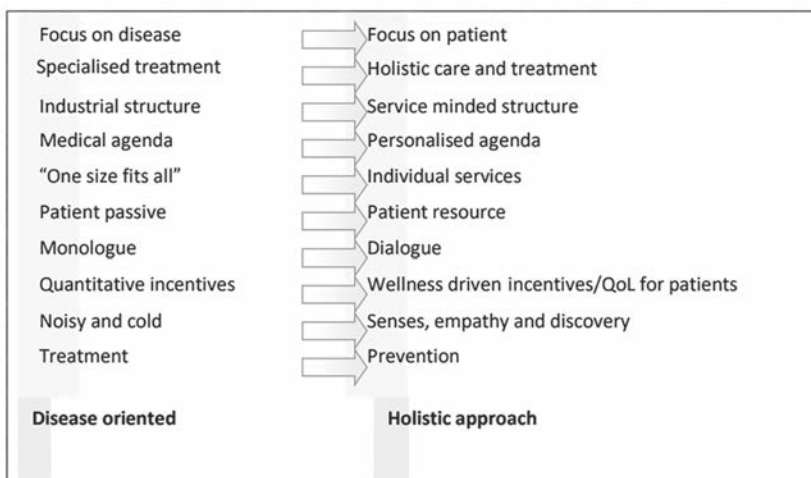 Focus on disease Focus on patient
Specialised treatment Holistic care and treatment
Industrial structure Service minded structure
Medical agenda Personalised agenda
“One size fits all” Individual services
Patient passive Patient resource
Monologue Dialogue
Quantitative incentives Wellness driven incentives/QoL for patients
Noisy and cold Senses, empathy and discovery
Treatment Prevention
Disease oriented Holistic approach